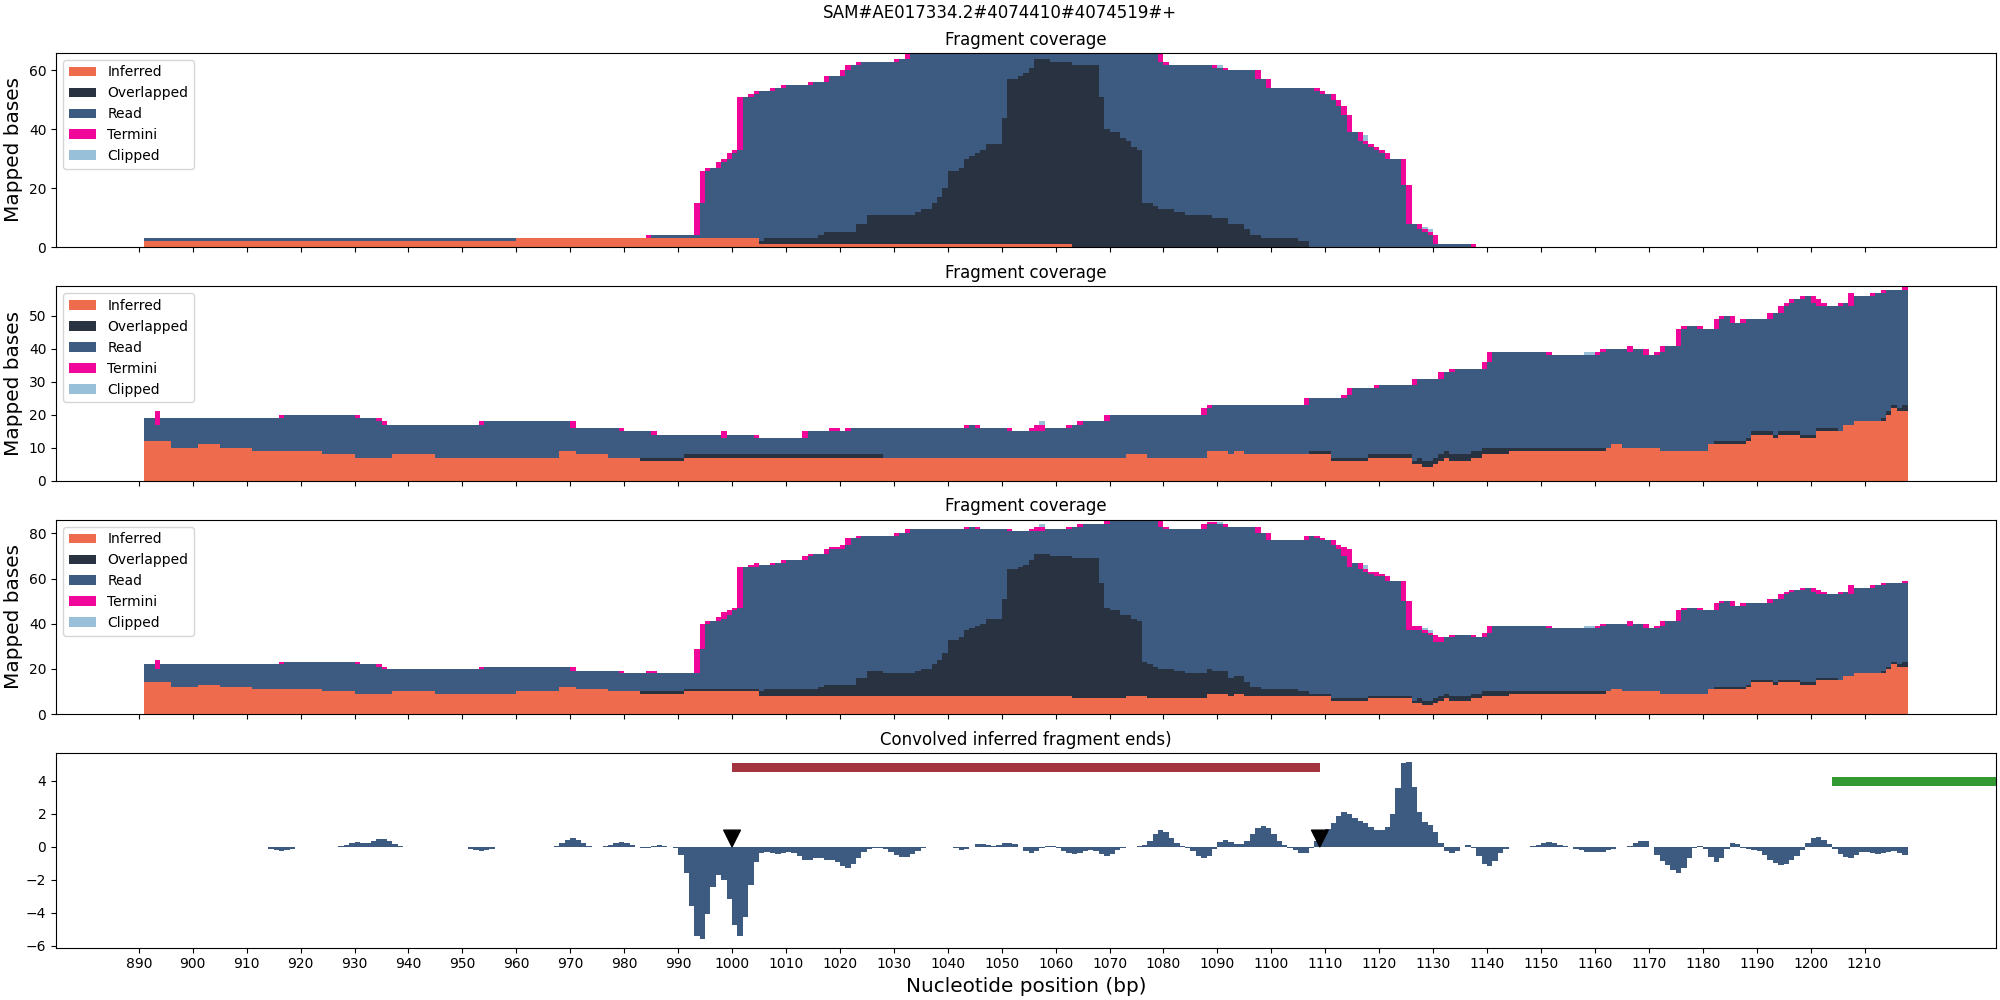 SAM#AE017334.2#4074410#4074519#+
Fragment coverage
Mapped bases
60
40
20
0
Inferred
Overlapped
Read
Termini
Clipped
Fragment coverage
Mapped bases
50
40
30
20
10
0
Inferred
Overlapped
Read
Termini
Clipped
Fragment coverage
Mapped bases
80
60
40
20
0
Inferred
Overlapped
Read
Termini
Clipped
Convolved inferred fragment ends)
4
2
0
−2
−4
−6
890 900 910 920 930 940 950 960 970 980 990 1000 1010 1020 1030 1040 1050 1060 1070 1080 1090 1100 1110 1120 1130 1140 1150 1160 1170 1180 1190 1200 1210
Nucleotide position (bp)